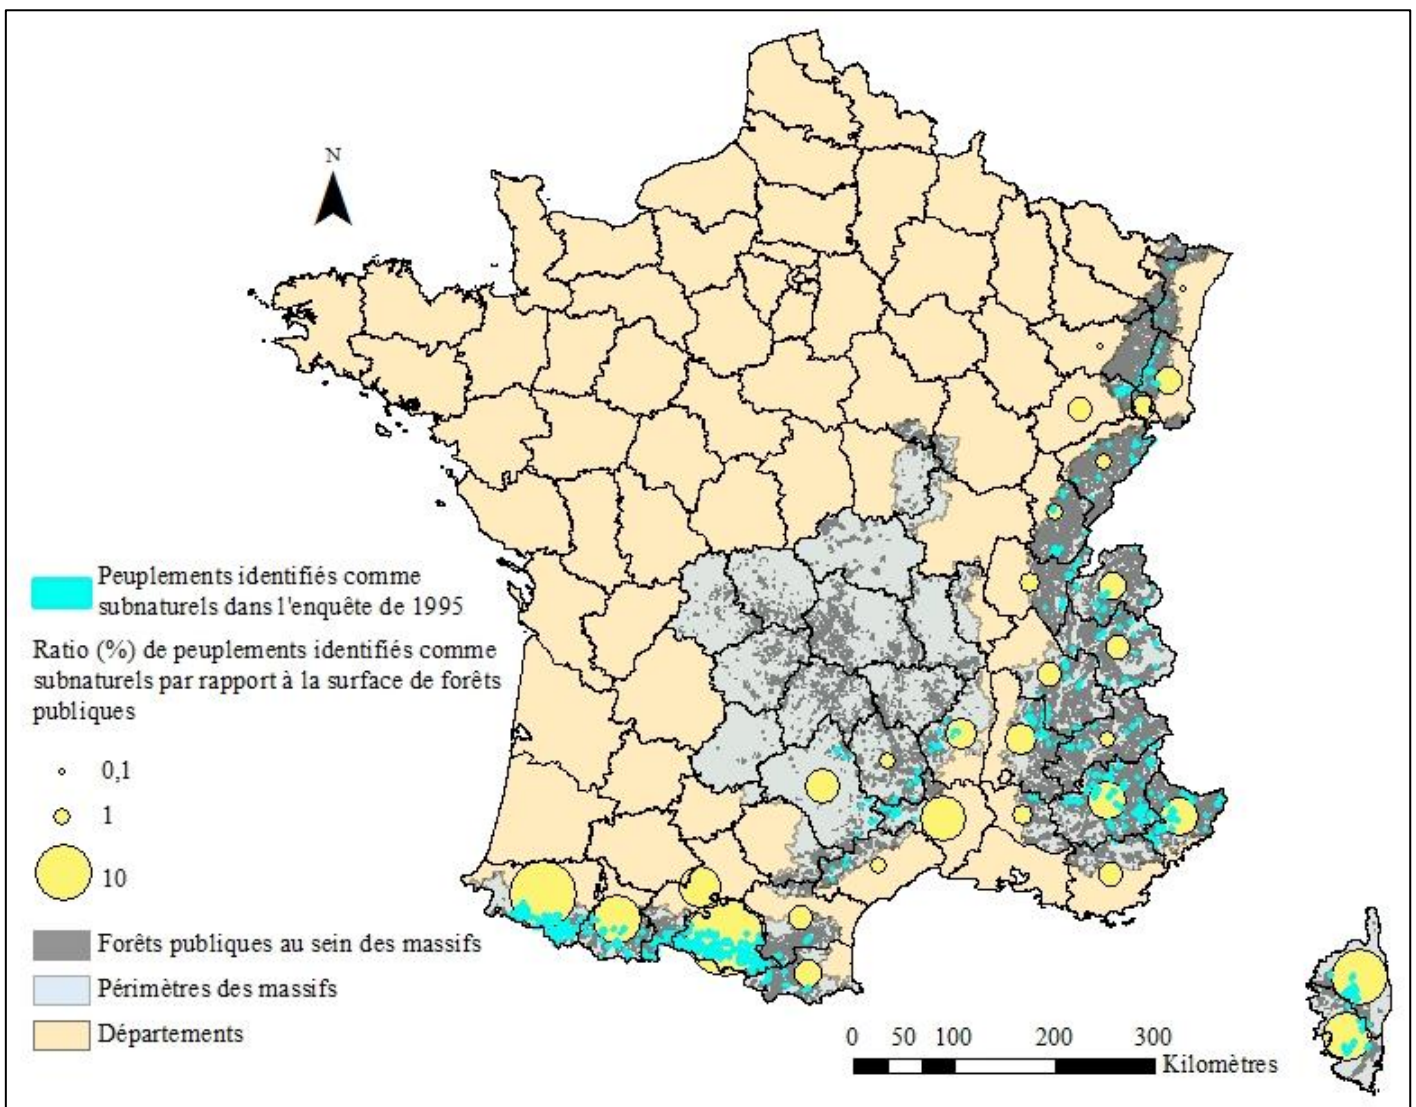 N
Peuplements identifiés comme
subnaturels dans l'enquête de 1995
Ratio (%) de peuplements identifiés comme
subnaturels par rapport à la surface de forêts
publiques
0,1
1
10
Forêts publiques au sein des massifs
Périmètres des massifs
Départements
0 50 100 200 300
Kilomètres